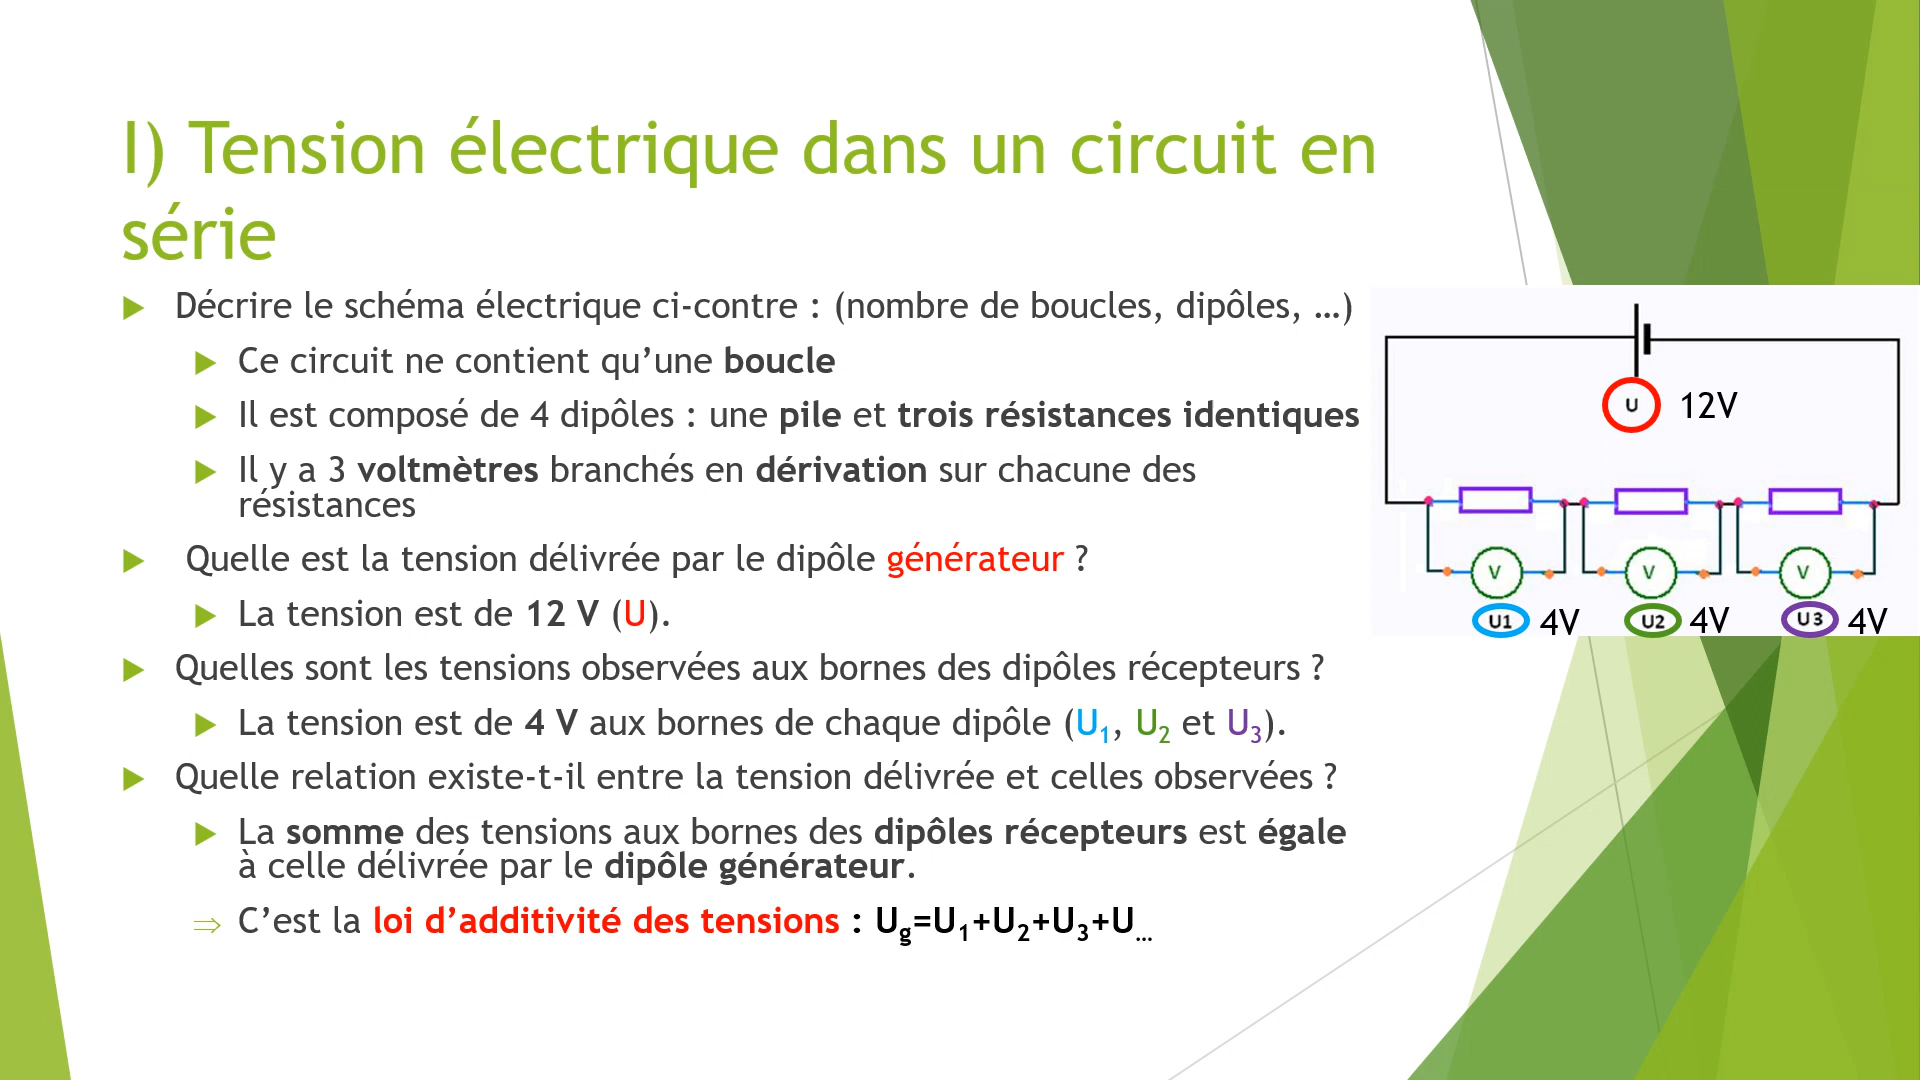 I) Tension électrique dans un circuit en
série
Décrire le schéma électrique ci-contre : (nombre de boucles, dipôles, …)
Ce circuit ne contient qu’une boucle
Il est composé de 4 dipôles : une pile et trois résistances identiques
Il y a 3 voltmètres branchés en dérivation sur chacune des
résistances
Quelle est la tension délivrée par le dipôle générateur ?
La tension est de 12 V (U).
Quelles sont les tensions observées aux bornes des dipôles récepteurs ?
La tension est de 4 V aux bornes de chaque dipôle (U1, U2 et U3).
Quelle relation existe-t-il entre la tension délivrée et celles observées ?
La somme des tensions aux bornes des dipôles récepteurs est égale
à celle délivrée par le dipôle générateur.
⇒ C’est la loi d’additivité des tensions : Ug=U1+U2+U3+U…
U 12V
V V V
U1 4V U2 4V U3 4V